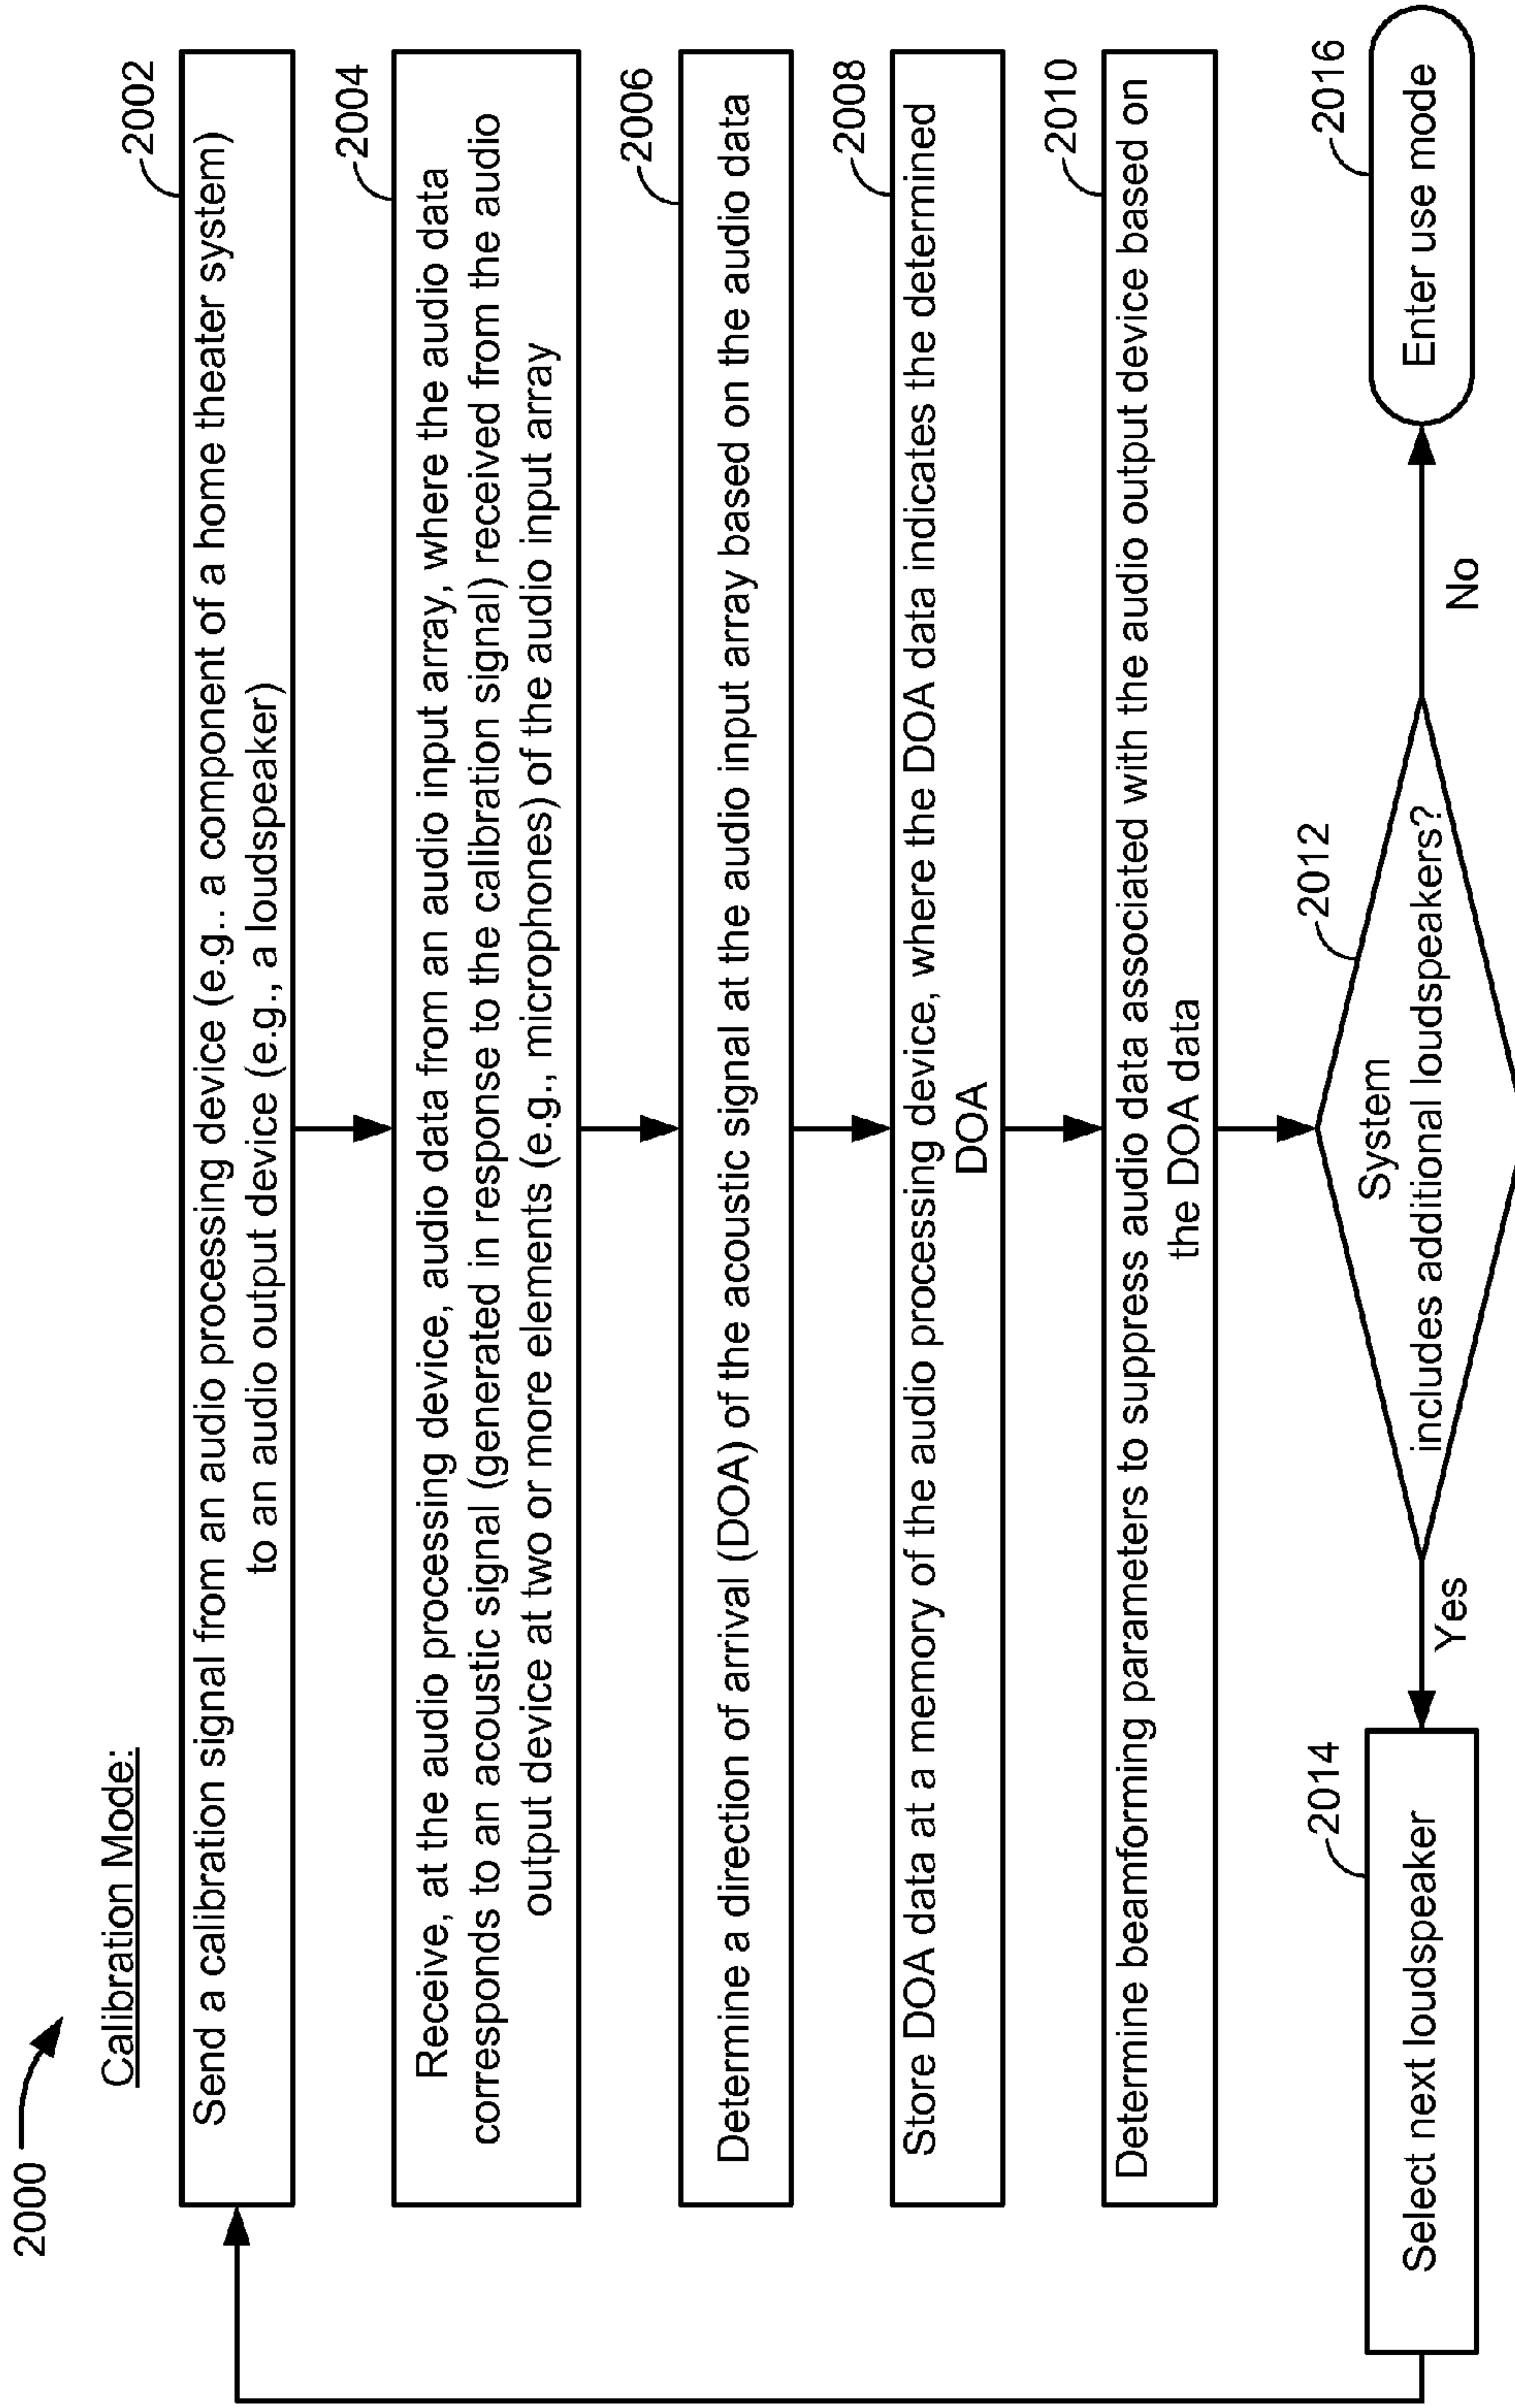 2000
Calibration Mode:
2002
Send a calibration signal from an audio processing device (e.g.. a component of a home theater system)
to an audio output device (e.g., a loudspeaker)
2004
Receive, at the audio processing device, audio data from an audio input array, where the audio data
corresponds to an acoustic signal (generated in response to the calibration signal) received from the audio
output device at two or more elements (e.g., microphones) of the audio input array
2006
Determine a direction of arrival (DOA) of the acoustic signal at the audio input array based on the audio data
2008
Store DOA data at a memory of the audio processing device, where the DOA data indicates the determined
DOA
2010
Determine beamforming parameters to suppress audio data associated with the audio output device based on
the DOA data
2012
System
includes additional loudspeakers?
Yes
No
2014
Select next loudspeaker
2016
Enter use mode